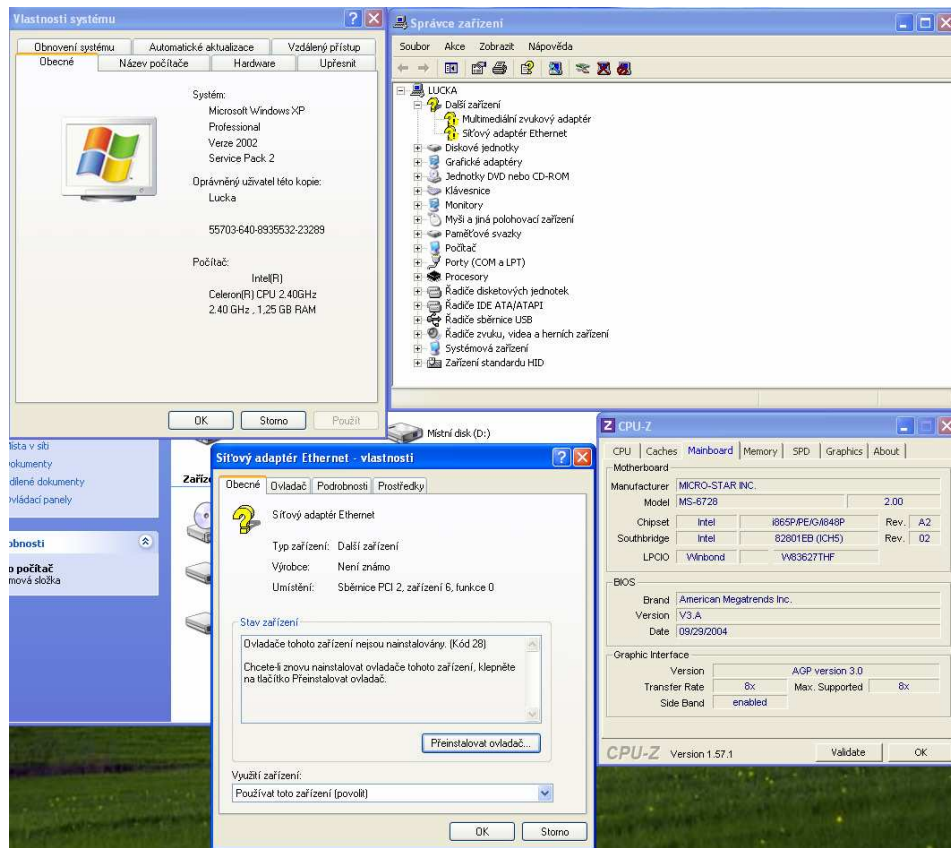 Vlastnosti systému
Obnovení systému
Automatické aktualizace
Vzdálený přístup
Obecné
Název počítače
Hardware
Upřesnit
Systém:
Microsoft Windows XP
Professional
Verze 2002
Service Pack 2
Oprávněný uživatel této kopie:
Lucka
55703-640-8935532-23289
Počítač:
Intel(R)
Celeron(R) CPU 2.40GHz
2.40 GHz , 1,25 GB RAM
OK
Storno
Použít
Správce zařízení
Soubor Akce Zobrazit Nápověda
LUCKA
Další zařízení
Multimediální zvukový adaptér
Síťový adaptér Ethernet
Diskové jednotky
Grafické adaptéry
Jednotky DVD nebo CD-ROM
Klávesnice
Monitory
Myši a jiná polohovací zařízení
Paměťové svazky
Počítač
Porty (COM a LPT)
Procesory
Řadiče disketových jednotek
Řadiče IDE ATA/ATAPI
Řadiče sběrnice USB
Řadiče zvuku, videa a herních zařízení
Systémová zařízení
Zařízení standardu HID
Místní disk (D:)
ísta v síti
okumenty
dílené dokumenty
vládací panely
obnosti
o počítač
mová složka
Zaříze
Síťový adaptér Ethernet - vlastnosti
Obecné Ovladač Podrobnosti Prostředky
Síťový adaptér Ethernet
Typ zařízení: Další zařízení
Výrobce: Není známo
Umístění: Sběrnice PCI 2, zařízení 6, funkce 0
Stav zařízení
Ovladače tohoto zařízení nejsou nainstalovány. (Kód 28)
Chcete-li znovu nainstalovat ovladače tohoto zařízení, klepněte
na tlačítko Přeinstalovat ovladač.
Přeinstalovat ovladač...
Využití zařízení:
Používat toto zařízení (povolit)
OK
Storno
CPU-Z
CPU Caches Mainboard Memory SPD Graphics About
Motherboard
Manufacturer MICRO-STAR INC.
Model MS-6728 2.00
Chipset Intel i865P/PE/G/i848P Rev. A2
Southbridge Intel 82801EB (ICH5) Rev. 02
LPCIO Winbond W83627THF
BIOS
Brand American Megatrends Inc.
Version V3.A
Date 09/29/2004
Graphic Interface
Version AGP version 3.0
Transfer Rate 8x Max. Supported 8x
Side Band enabled
CPU-Z Version 1.57.1 Validate OK